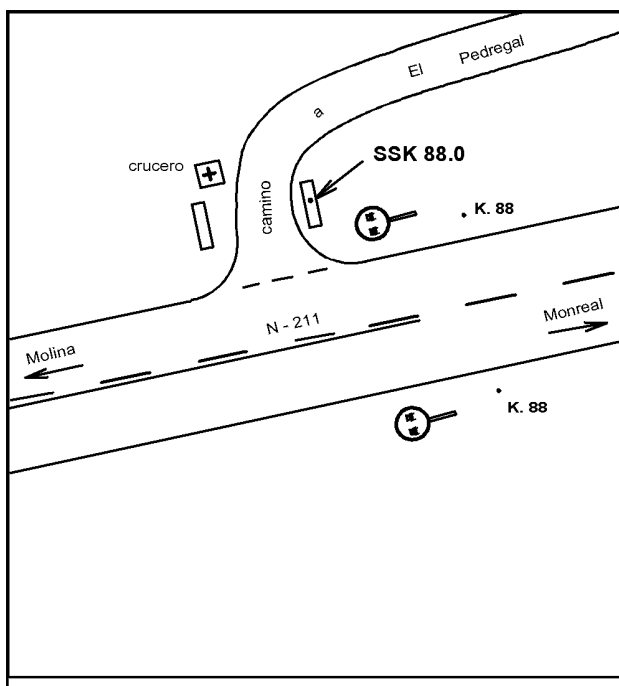 camino a El Pedregal
crucero
SSK 88.0
K. 88
N - 211
Molina
Monreal
K. 88